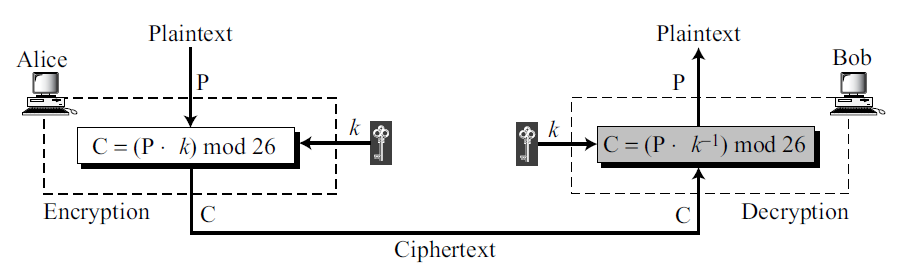 Plaintext
Plaintext
Alice
Bob
P
P
k
k
C = (P · k) mod 26
C = (P · k⁻¹) mod 26
Encryption
C
C
Decryption
Ciphertext